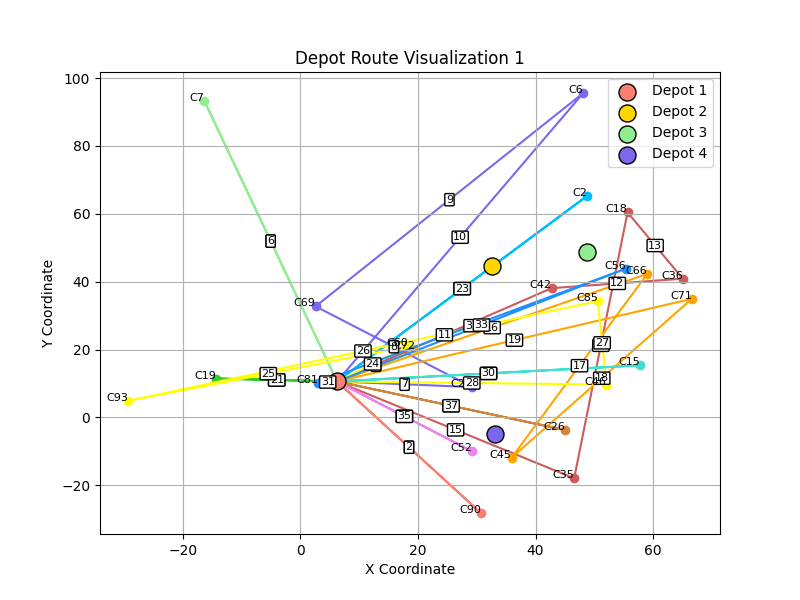 Depot Route Visualization 1
Depot 1
Depot 2
Depot 3
Depot 4
Y Coordinate
X Coordinate
100
80
60
40
20
0
−20
−20
0
20
40
60
C7
C6
C2
C18
C56
C66
C36
C42
C85
C71
C69
C15
C19
C81
C93
C26
C45
C52
C35
C90
9
10
6
13
23
12
11
33
19
27
26
25
24
17
30
31
7
28
18
37
35
15
2